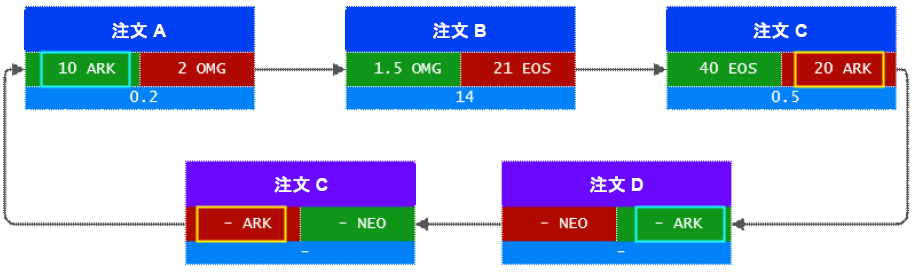 注文 A
10 ARK 2 OMG
0.2
注文 B
1.5 OMG 21 EOS
14
注文 C
40 EOS 20 ARK
0.5
注文 C
- ARK - NEO
-
注文 D
- NEO - ARK
-